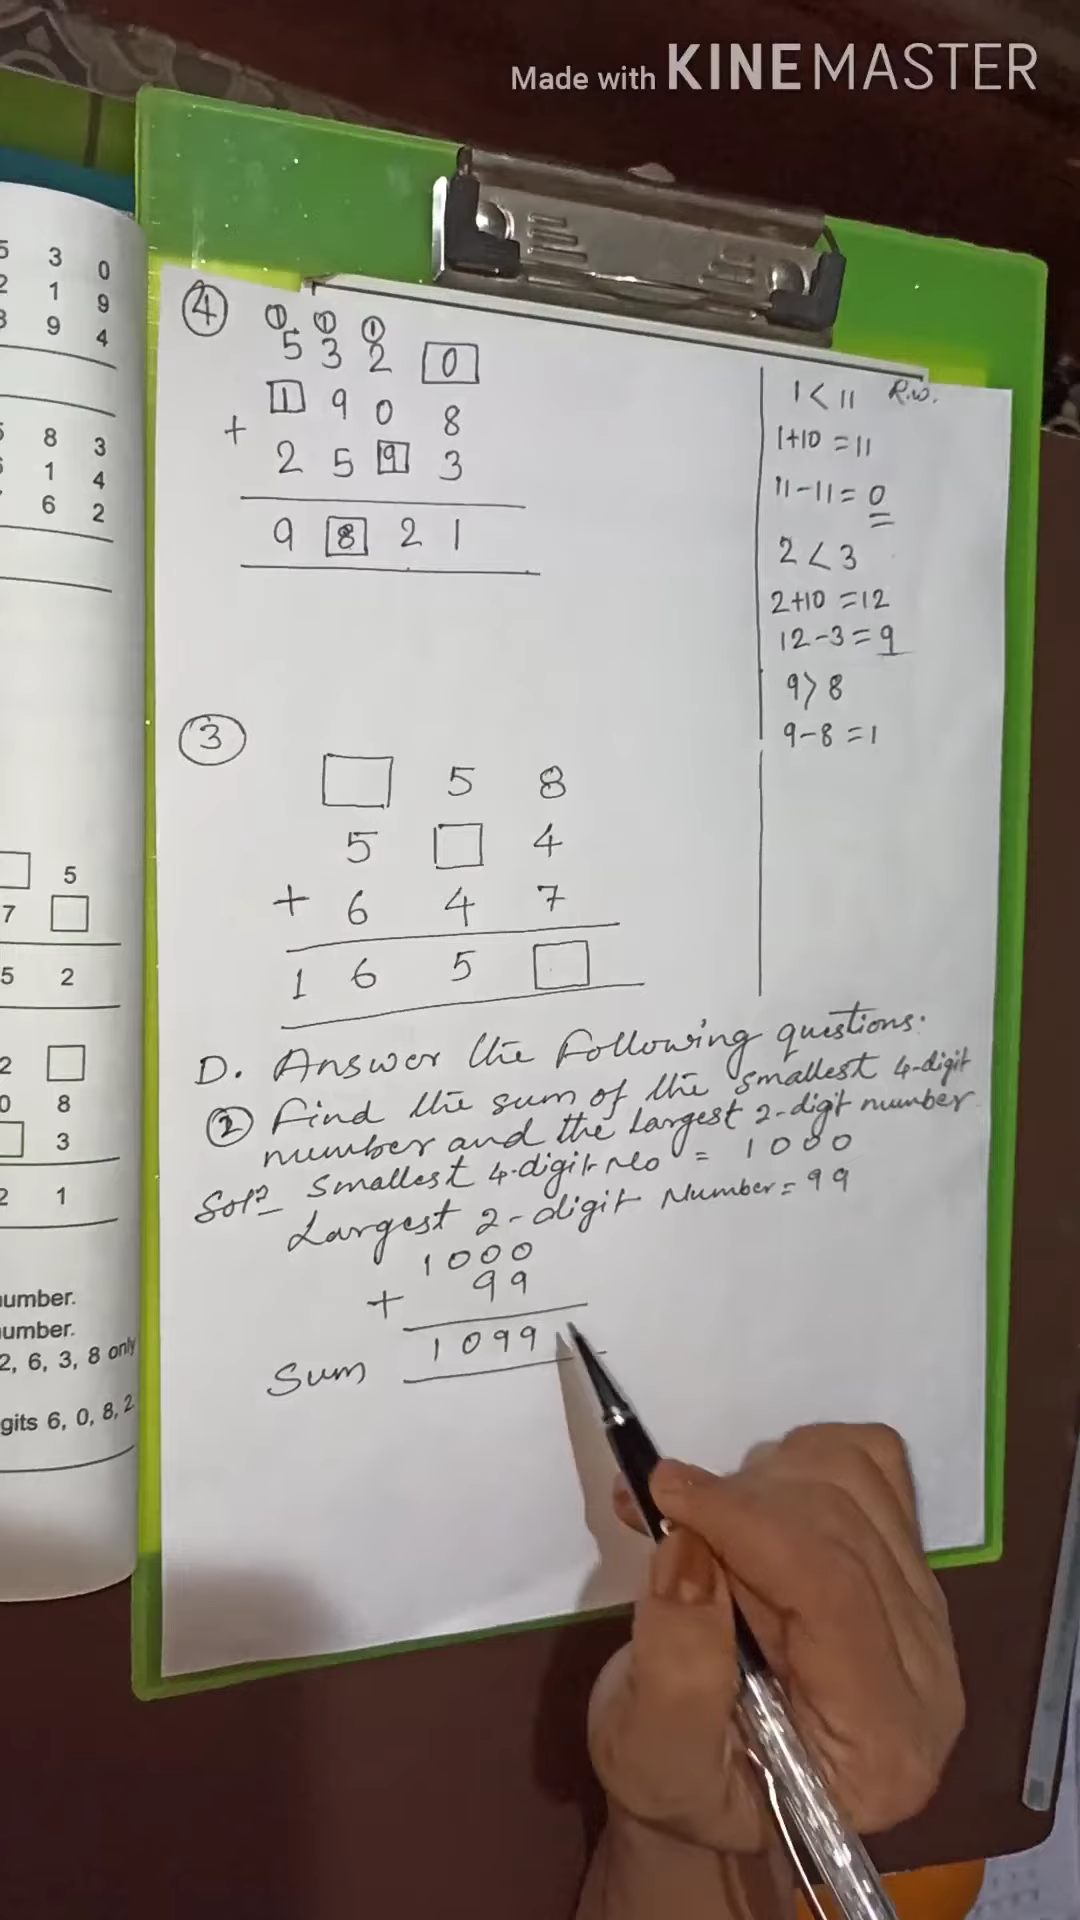 Made with KINEMASTER
5 3 0
2 1 9
3 9 4
8 3
1 4
6 2
5
7
5 2
2
0 8
3
2 1
number.
number.
2, 6, 3, 8 only
gits 6, 0, 8, 2
4
1 1 1
5 3 2 0
1 9 0 8
+ 2 5 9 3
9 8 2 1
1 < 11 R.W.
1+10 = 11
11-11 = 0
2 < 3
2+10 = 12
12-3 = 9
9 > 8
9-8 = 1
3
5 8
5 4
+ 6 4 7
1 6 5
D. Answer the following questions.
2 Find the sum of the smallest 4-digit
number and the largest 2-digit number
Solⁿ Smallest 4-digit No = 1000
Largest 2-digit Number = 99
1000
+ 99
Sum 1099